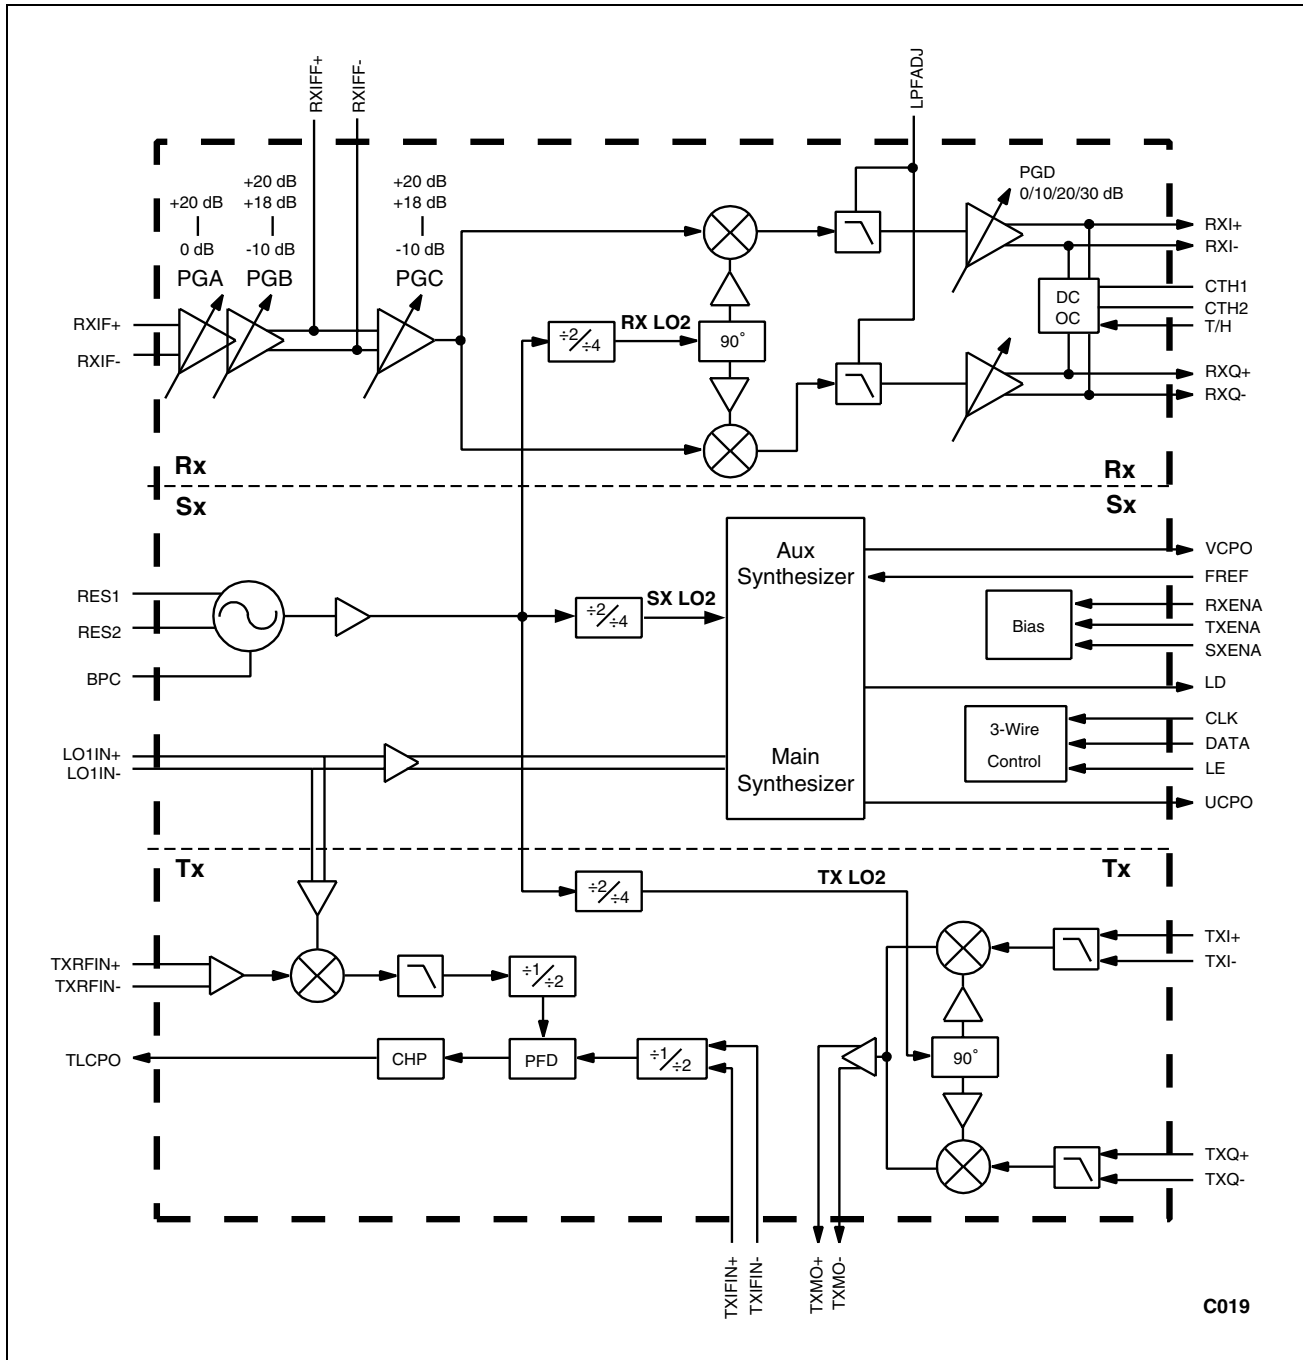 RXIFF+
RXIFF-
LPFADJ
+20 dB
0 dB
PGA
+20 dB
+18 dB
-10 dB
PGB
+20 dB
+18 dB
-10 dB
PGC
PGD
0/10/20/30 dB
RXIF+
RXIF-
÷2/÷4
RX LO2
90°
DC
OC
RXI+
RXI-
CTH1
CTH2
T/H
RXQ+
RXQ-
Rx
Rx
Sx
Sx
RES1
RES2
BPC
÷2/÷4
SX LO2
Aux
Synthesizer
Main
Synthesizer
LO1IN+
LO1IN-
Bias
3-Wire
Control
VCPO
FREF
RXENA
TXENA
SXENA
LD
CLK
DATA
LE
UCPO
Tx
Tx
÷2/÷4
TX LO2
TXRFIN+
TXRFIN-
÷1/÷2
TLCPO
CHP
PFD
÷1/÷2
90°
TXI+
TXI-
TXQ+
TXQ-
TXIFIN+
TXIFIN-
TXMO+
TXMO-
C019